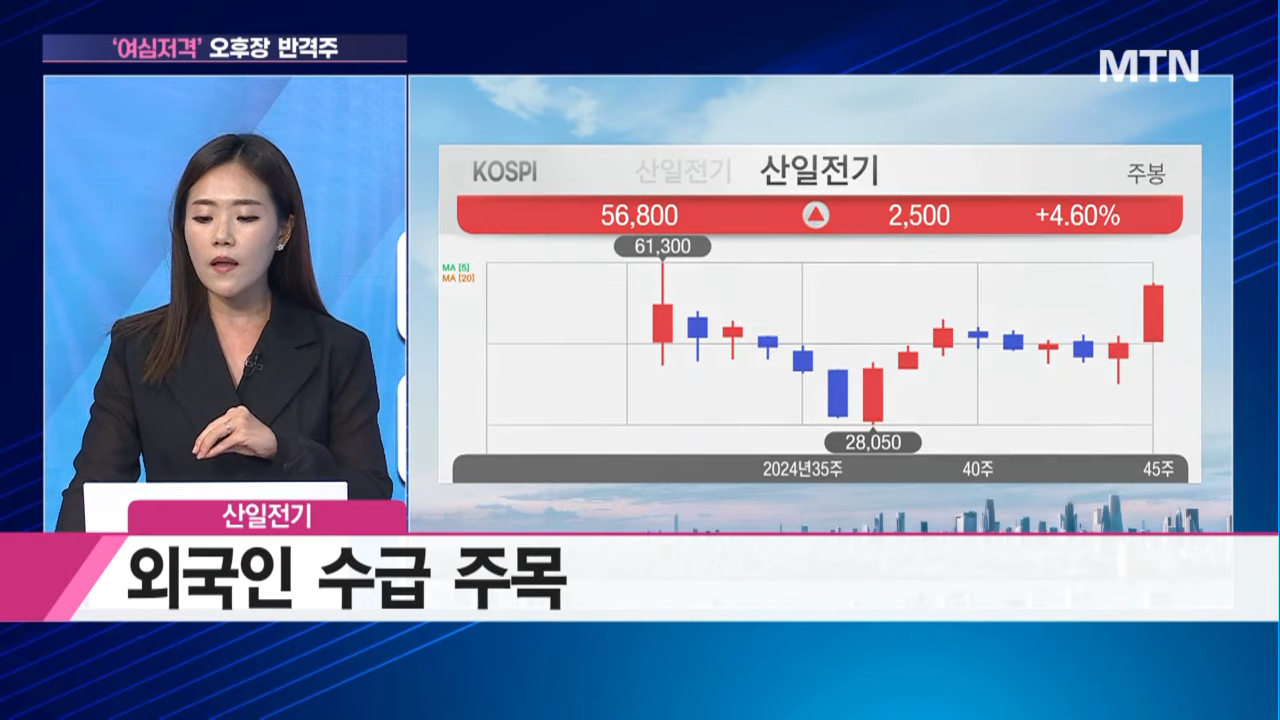 ‘여심저격’ 오후장 반격주
MTN
KOSPI 산일전기 산일전기 주봉
56,800 2,500 +4.60%
61,300
MA [5]
MA [20]
28,050
2024년35주 40주 45주
산일전기
외국인 수급 주목